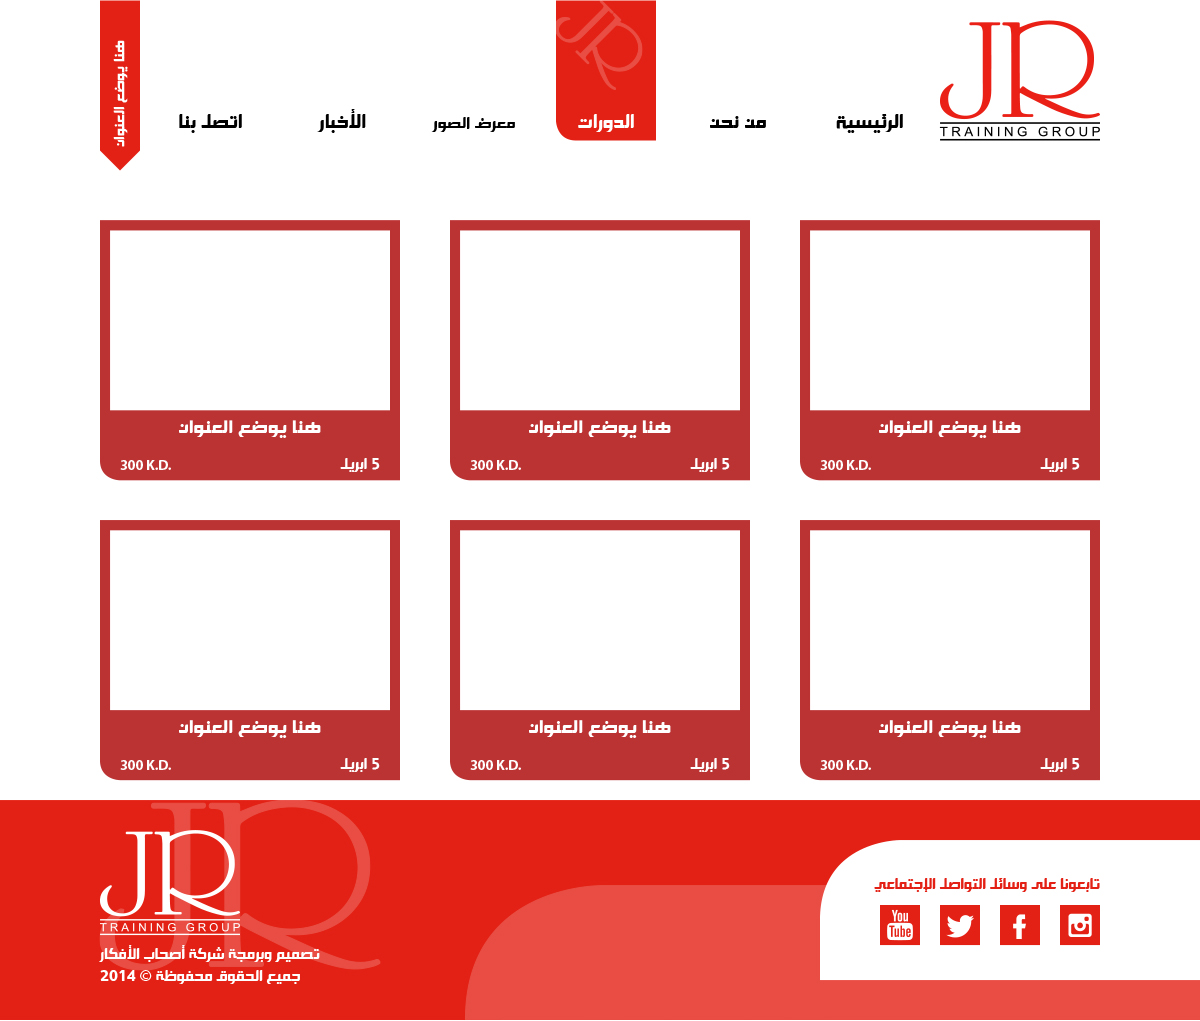 JR
TRAINING GROUP
الرئيسية
من نحن
الدورات
معرض الصور
الأخبار
اتصل بنا
هنا يوضع العنوان
هنا يوضع العنوان
5 ابريل
300 K.D.
هنا يوضع العنوان
5 ابريل
300 K.D.
هنا يوضع العنوان
5 ابريل
300 K.D.
هنا يوضع العنوان
5 ابريل
300 K.D.
هنا يوضع العنوان
5 ابريل
300 K.D.
هنا يوضع العنوان
5 ابريل
300 K.D.
تابعونا على وسائل التواصل الإجتماعي
You
Tube
JR
TRAINING GROUP
تصميم وبرمجة شركة أصحاب الأفكار
جميع الحقوق محفوظة © 2014